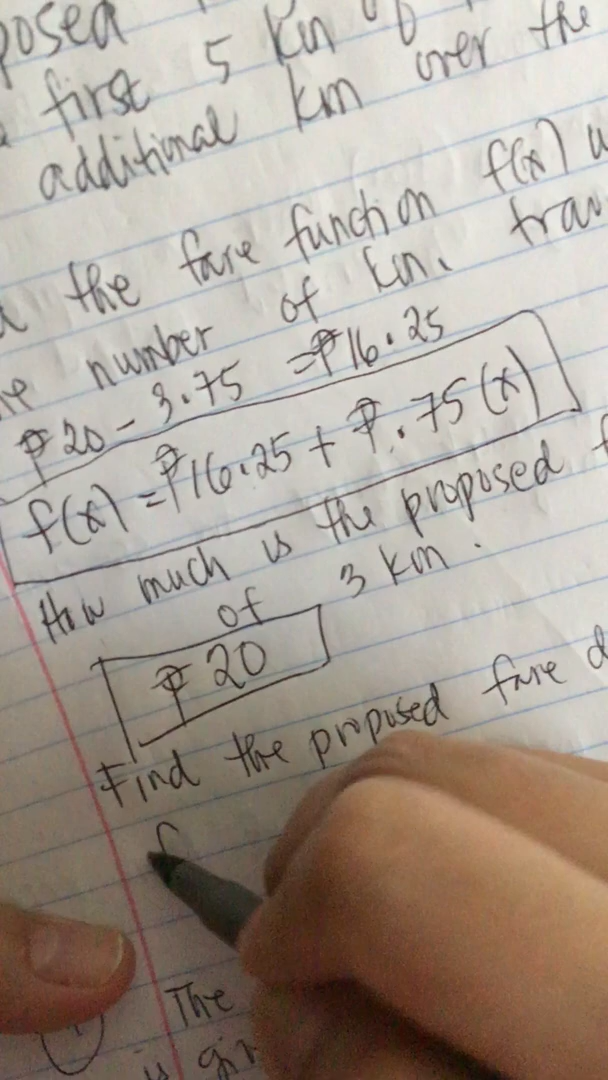 posed
first 5 km
additional km over the
the fare function f(x)
number of km.
₱20 - 3.75 = ₱16.25
f(x) = ₱16.25 + ₱.75(x)
How much is the proposed
of 3 km.
₱20
Find the proposed fare
The
is